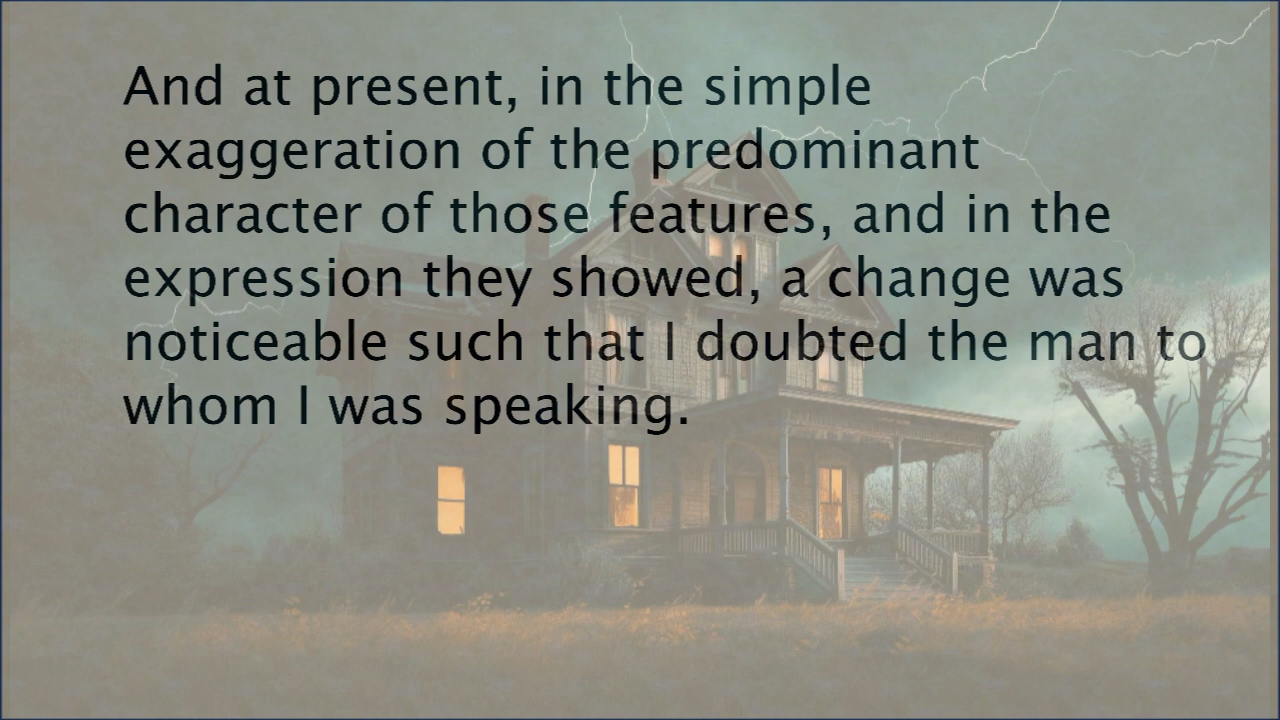 And at present, in the simple
exaggeration of the predominant
character of those features, and in the
expression they showed, a change was
noticeable such that I doubted the man to
whom I was speaking.